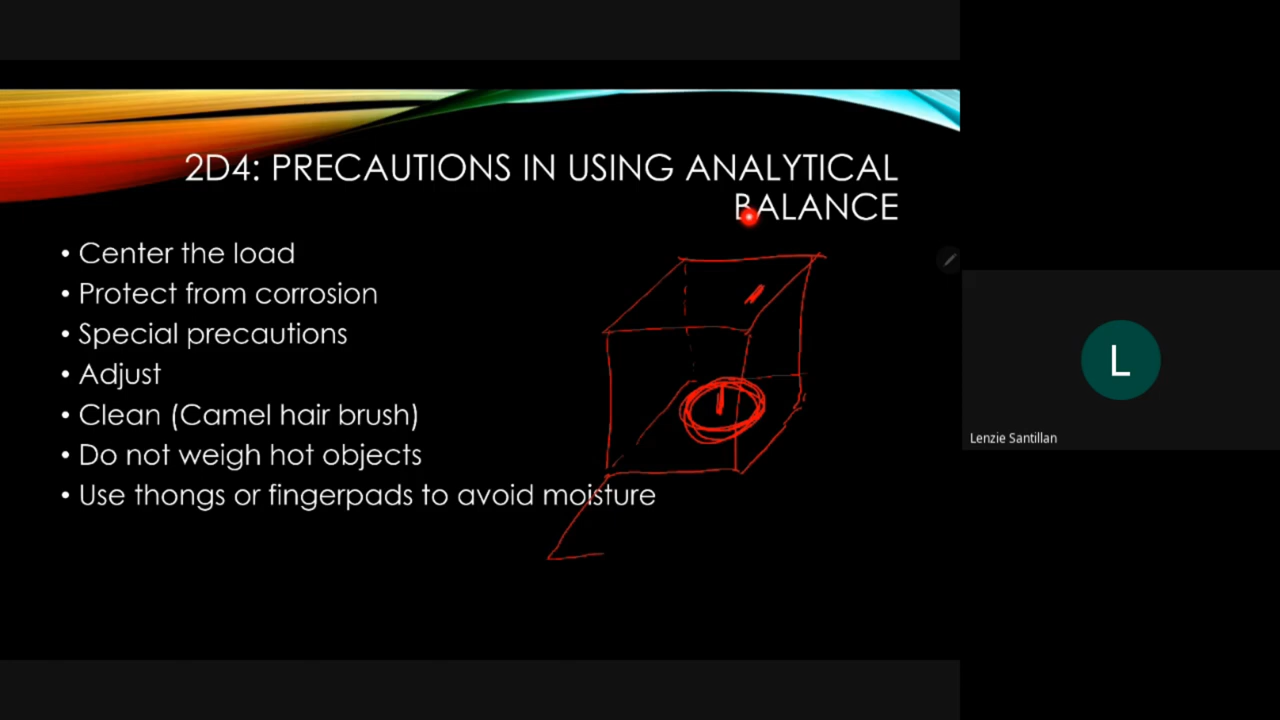 2D4: PRECAUTIONS IN USING ANALYTICAL
BALANCE
• Center the load
• Protect from corrosion
• Special precautions
• Adjust
• Clean (Camel hair brush)
• Do not weigh hot objects
• Use thongs or fingerpads to avoid moisture
L
Lenzie Santillan